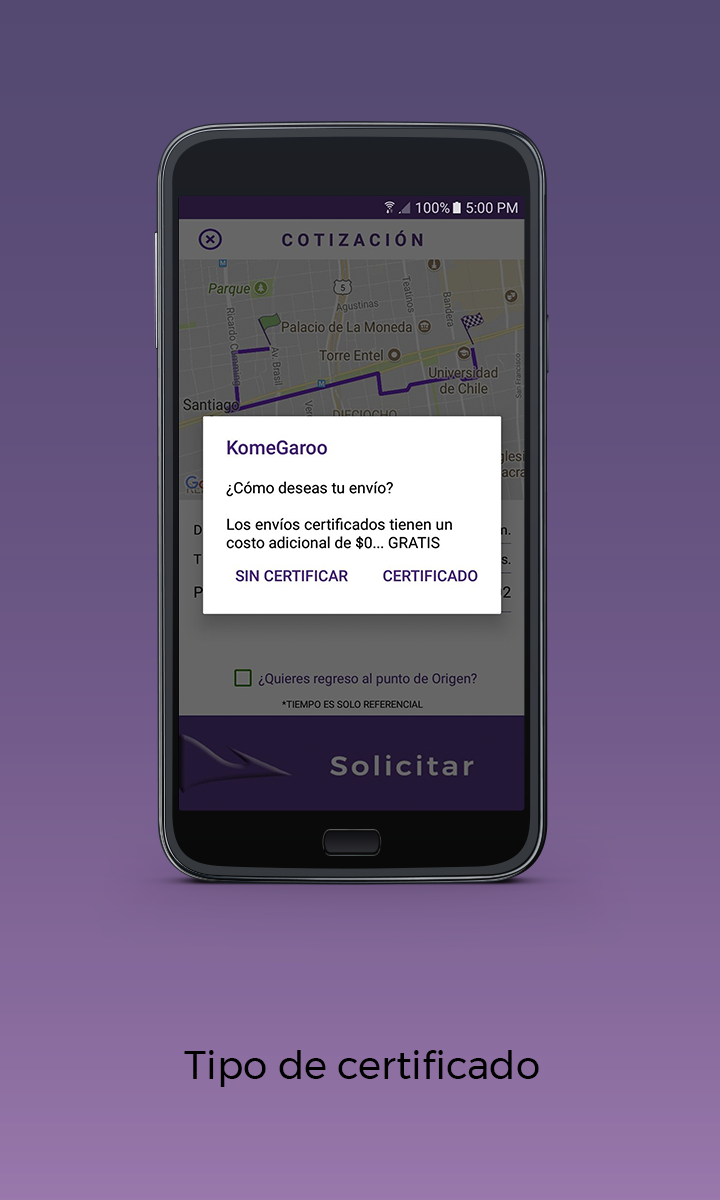 100% 5:00 PM
COTIZACIÓN
M
Parque
5
Agustinas
Teatinos
Bandera
Ricardo Cumming
Palacio de La Moneda
Av. Brasil
Torre Entel
San Francisco
M
Universidad
de Chile
Santiago
DIECIOCHO
KomeGaroo
¿Cómo deseas tu envío?
Los envíos certificados tienen un
costo adicional de $0... GRATIS
SIN CERTIFICAR CERTIFICADO
¿Quieres regreso al punto de Origen?
*TIEMPO ES SOLO REFERENCIAL
Solicitar
Tipo de certificado